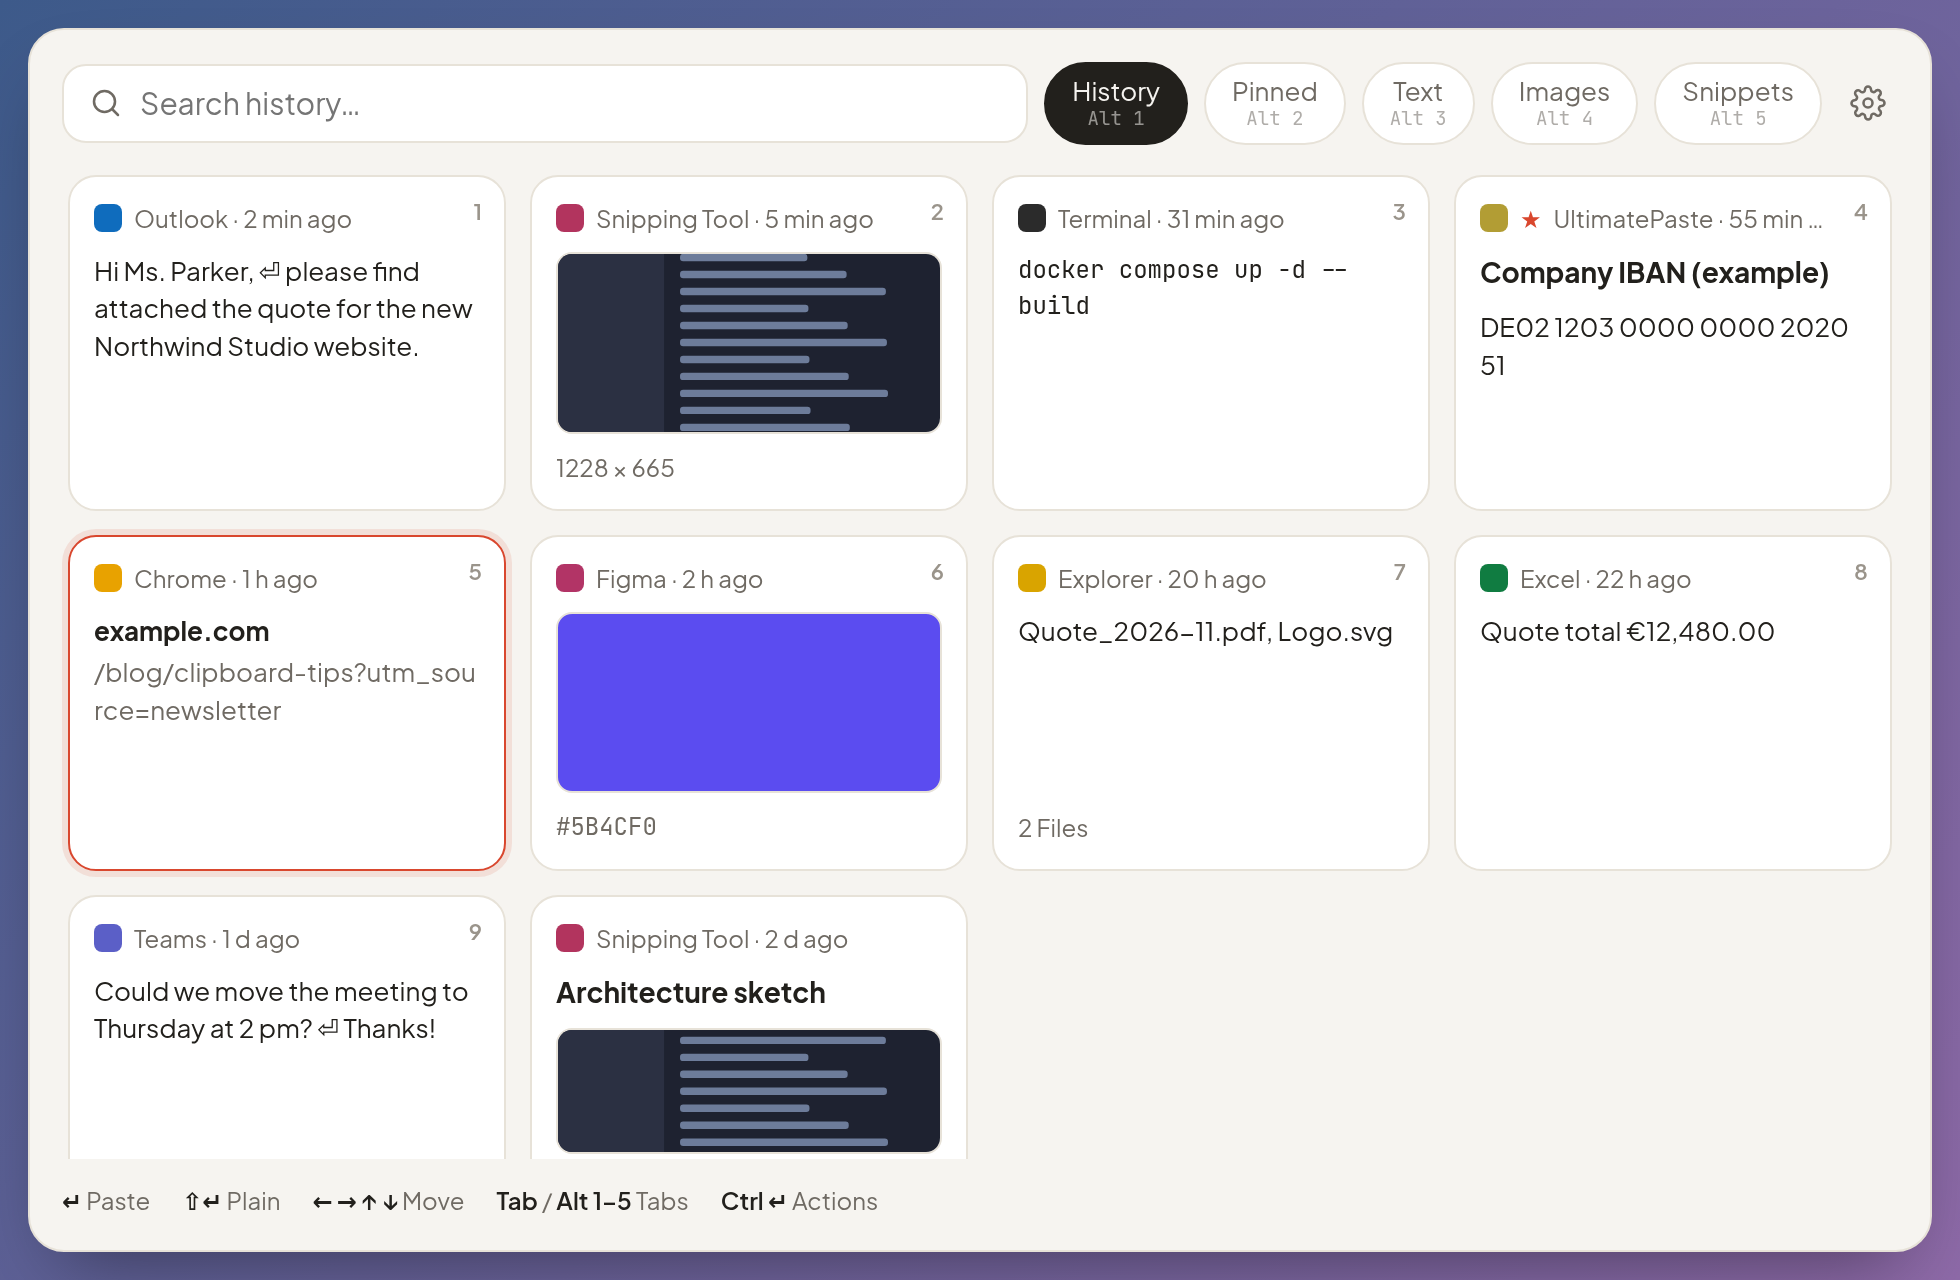 Search history...
History
Alt 1
Pinned
Alt 2
Text
Alt 3
Images
Alt 4
Snippets
Alt 5
Outlook · 2 min ago
1
Hi Ms. Parker, ⏎ please find
attached the quote for the new
Northwind Studio website.
Snipping Tool · 5 min ago
2
1228 × 665
Terminal · 31 min ago
3
docker compose up -d --
build
★ UltimatePaste · 55 min ...
4
Company IBAN (example)
DE02 1203 0000 0000 2020
51
Chrome · 1 h ago
5
example.com
/blog/clipboard-tips?utm_sou
rce=newsletter
Figma · 2 h ago
6
#5B4CF0
Explorer · 20 h ago
7
Quote_2026-11.pdf, Logo.svg
2 Files
Excel · 22 h ago
8
Quote total €12,480.00
Teams · 1 d ago
9
Could we move the meeting to
Thursday at 2 pm? ⏎ Thanks!
Snipping Tool · 2 d ago
Architecture sketch
↵ Paste ⇧↵ Plain ←→↑↓ Move Tab / Alt 1–5 Tabs Ctrl ↵ Actions